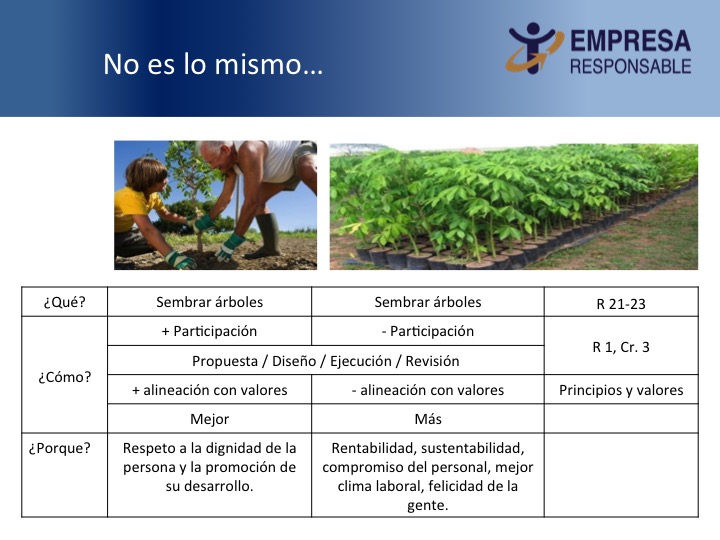 No es lo mismo…
EMPRESA
RESPONSABLE
¿Qué?
Sembrar árboles
Sembrar árboles
R 21-23
¿Cómo?
+ Participación
- Participación
R 1, Cr. 3
Propuesta / Diseño / Ejecución / Revisión
+ alineación con valores
- alineación con valores
Principios y valores
Mejor
Más
¿Porque?
Respeto a la dignidad de la
persona y la promoción de
su desarrollo.
Rentabilidad, sustentabilidad,
compromiso del personal, mejor
clima laboral, felicidad de la
gente.